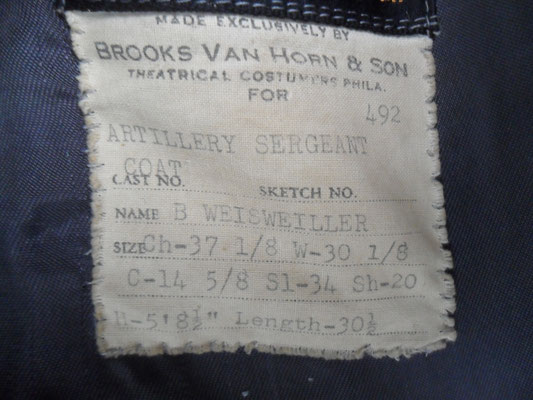 MADE EXCLUSIVELY BY
BROOKS VAN HORN & SON
THEATRICAL COSTUMERS PHILA.
FOR
492
ARTILLERY SERGEANT
COAT
CAST NO. SKETCH NO.
NAME B WEISWEILLER
SIZE Ch-37 1/8 W-30 1/8
C-14 5/8 Sl-34 Sh-20
H-5'8½" Length-30½